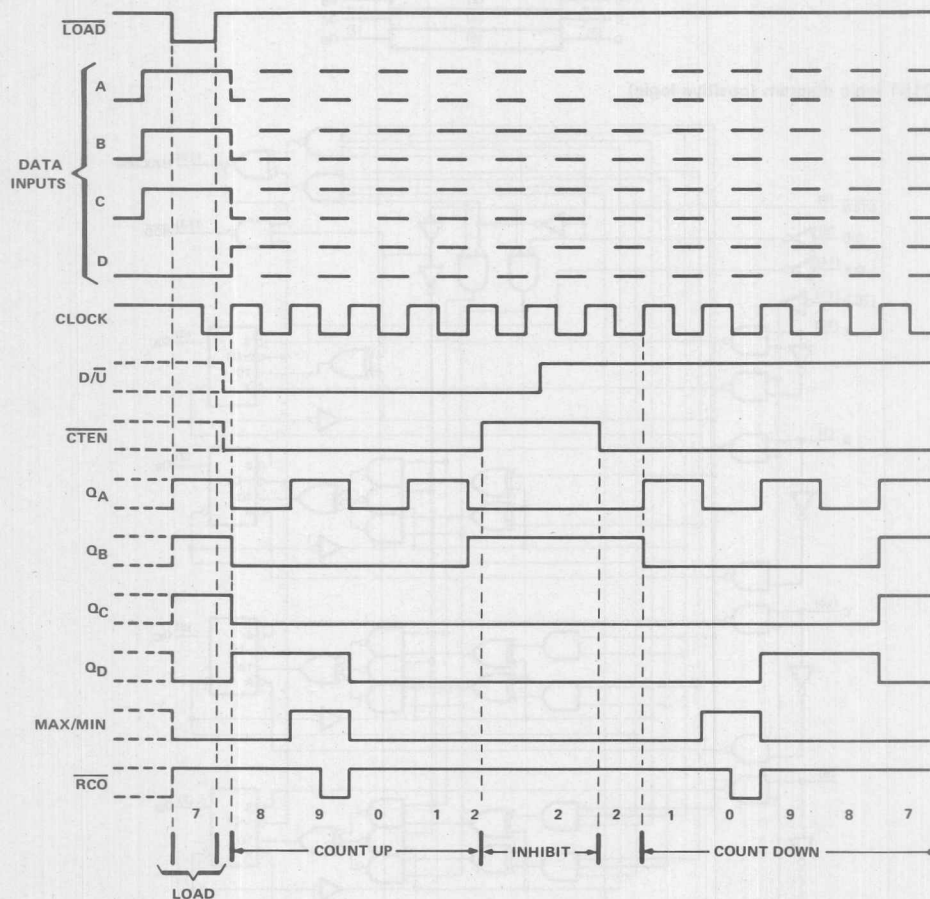 LOAD
A
B
DATA
INPUTS
C
D
CLOCK
D/U
CTEN
QA
QB
QC
QD
MAX/MIN
RCO
7 8 9 0 1 2 2 2 1 0 9 8 7
COUNT UP INHIBIT COUNT DOWN
LOAD